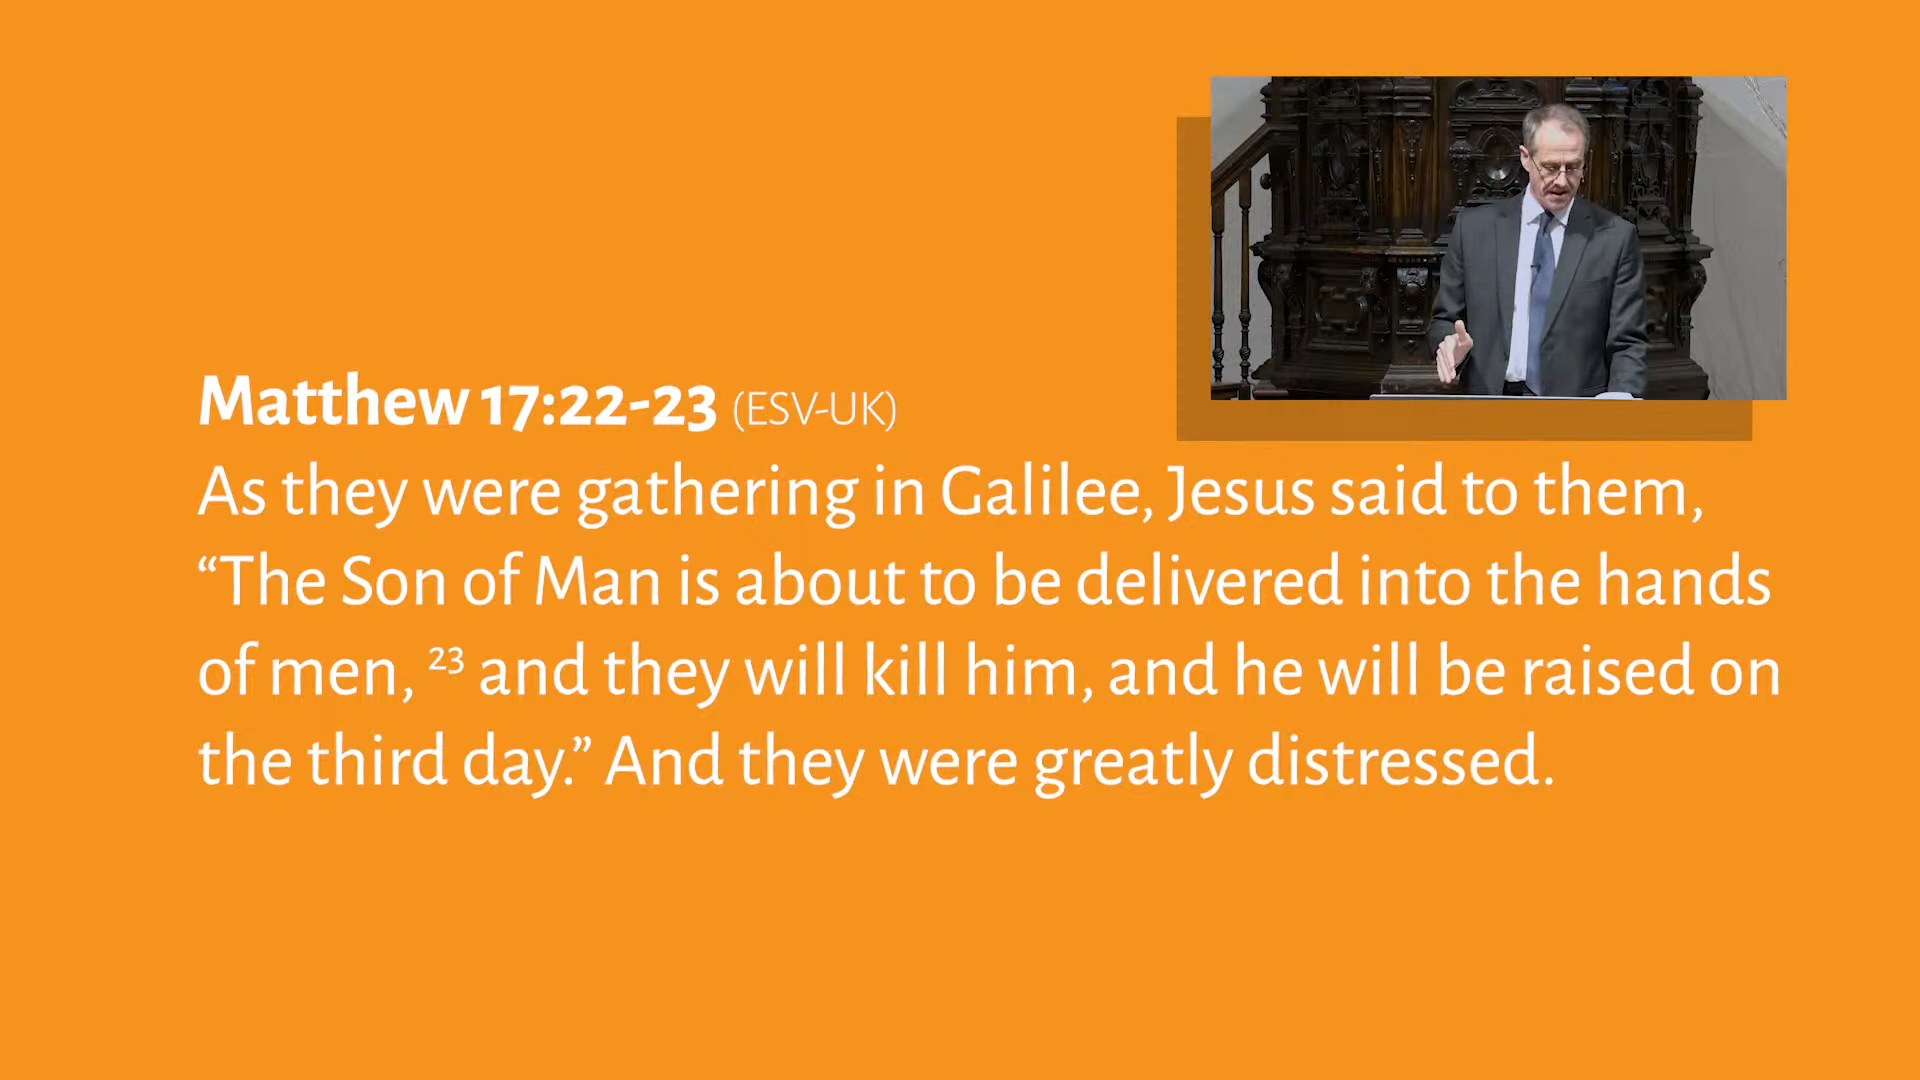 Matthew 17:22-23 (ESV-UK)
As they were gathering in Galilee, Jesus said to them,
“The Son of Man is about to be delivered into the hands
of men, ²³ and they will kill him, and he will be raised on
the third day.” And they were greatly distressed.